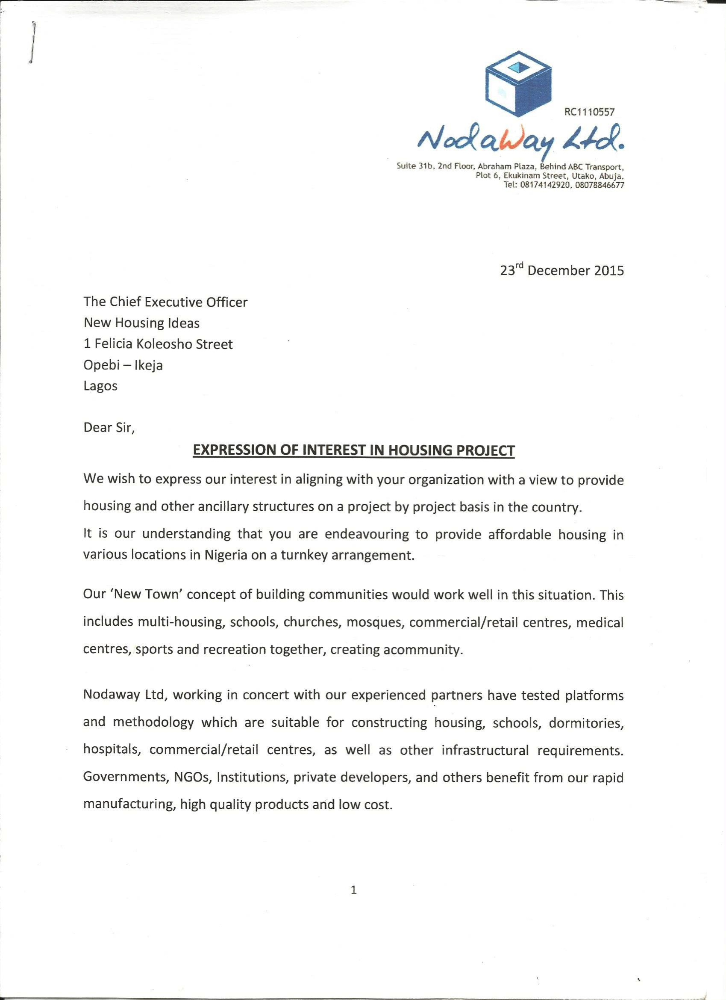 RC1110557
Nodaway Ltd.
Suite 31b, 2nd Floor, Abraham Plaza, Behind ABC Transport,
Plot 6, Ekukinam Street, Utako, Abuja.
Tel: 08174142920, 08078846677
23rd December 2015
The Chief Executive Officer
New Housing Ideas
1 Felicia Koleosho Street
Opebi – Ikeja
Lagos
Dear Sir,
EXPRESSION OF INTEREST IN HOUSING PROJECT
We wish to express our interest in aligning with your organization with a view to provide
housing and other ancillary structures on a project by project basis in the country.
It is our understanding that you are endeavouring to provide affordable housing in
various locations in Nigeria on a turnkey arrangement.
Our ‘New Town’ concept of building communities would work well in this situation. This
includes multi-housing, schools, churches, mosques, commercial/retail centres, medical
centres, sports and recreation together, creating acommunity.
Nodaway Ltd, working in concert with our experienced partners have tested platforms
and methodology which are suitable for constructing housing, schools, dormitories,
hospitals, commercial/retail centres, as well as other infrastructural requirements.
Governments, NGOs, Institutions, private developers, and others benefit from our rapid
manufacturing, high quality products and low cost.
1